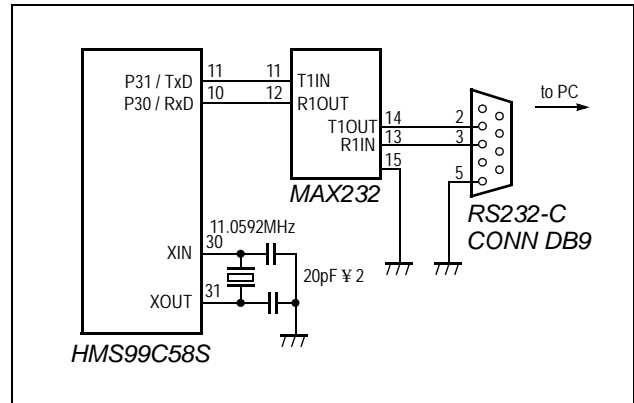 P31 / TxD
11
11
T1IN
P30 / RxD
10
12
R1OUT
T1OUT
14
2
R1IN
13
3
15
5
to PC
MAX232
RS232-C
CONN DB9
11.0592MHz
XIN
30
20pF ¥ 2
XOUT
31
HMS99C58S